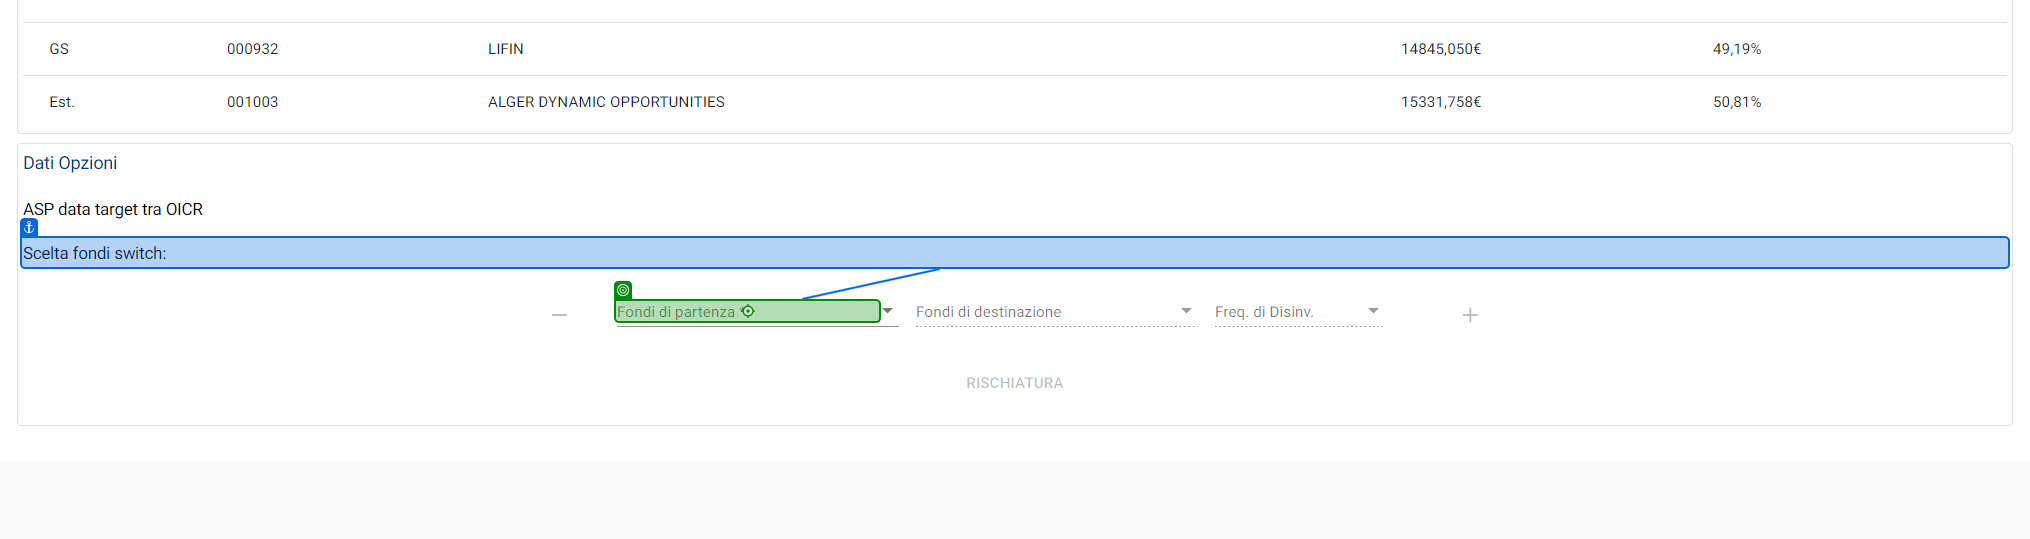 GS 000932 LIFIN 14845,050€ 49,19%
Est. 001003 ALGER DYNAMIC OPPORTUNITIES 15331,758€ 50,81%
Dati Opzioni
ASP data target tra OICR
Scelta fondi switch:
Fondi di partenza Fondi di destinazione Freq. di Disinv.
RISCHIATURA